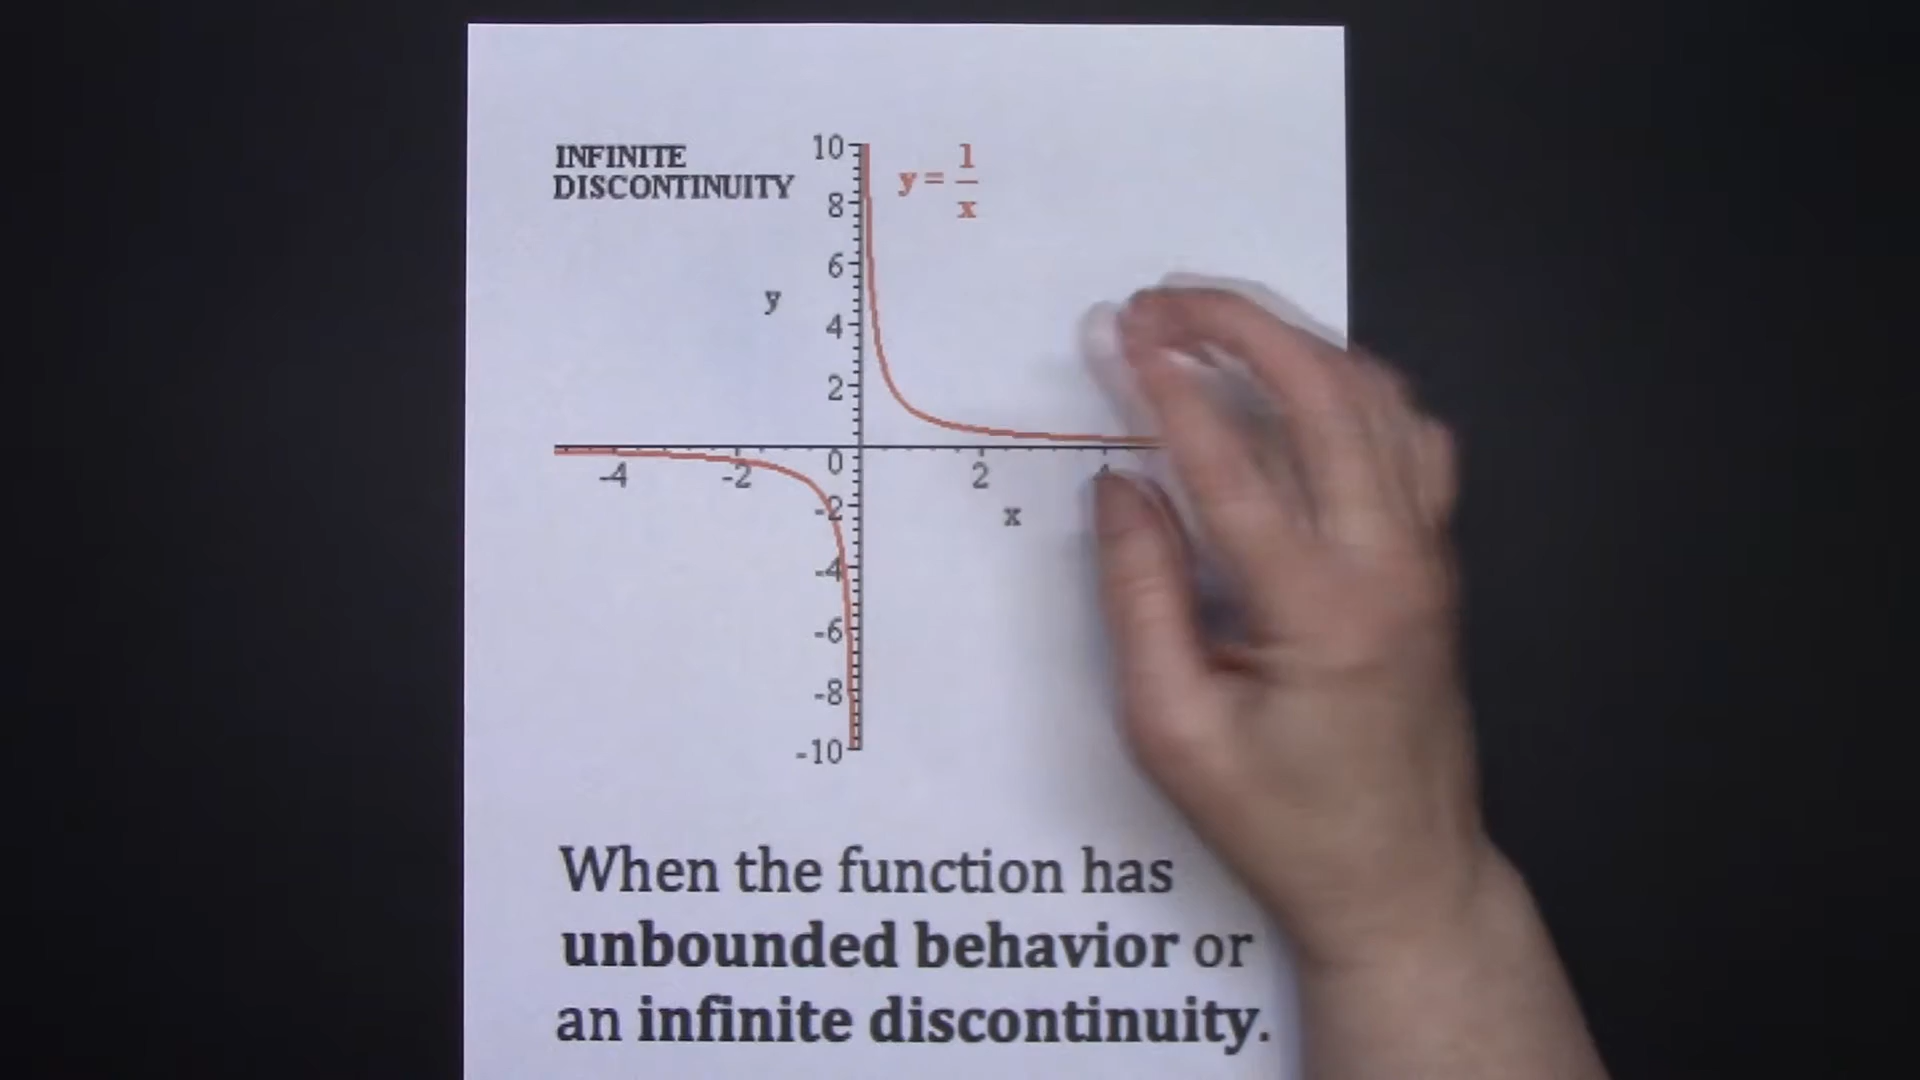 INFINITE
DISCONTINUITY
10
y = 1/x
8
6
y
4
2
0
-4 -2 2
-2
x
-4
-6
-8
-10
When the function has
unbounded behavior or
an infinite discontinuity.